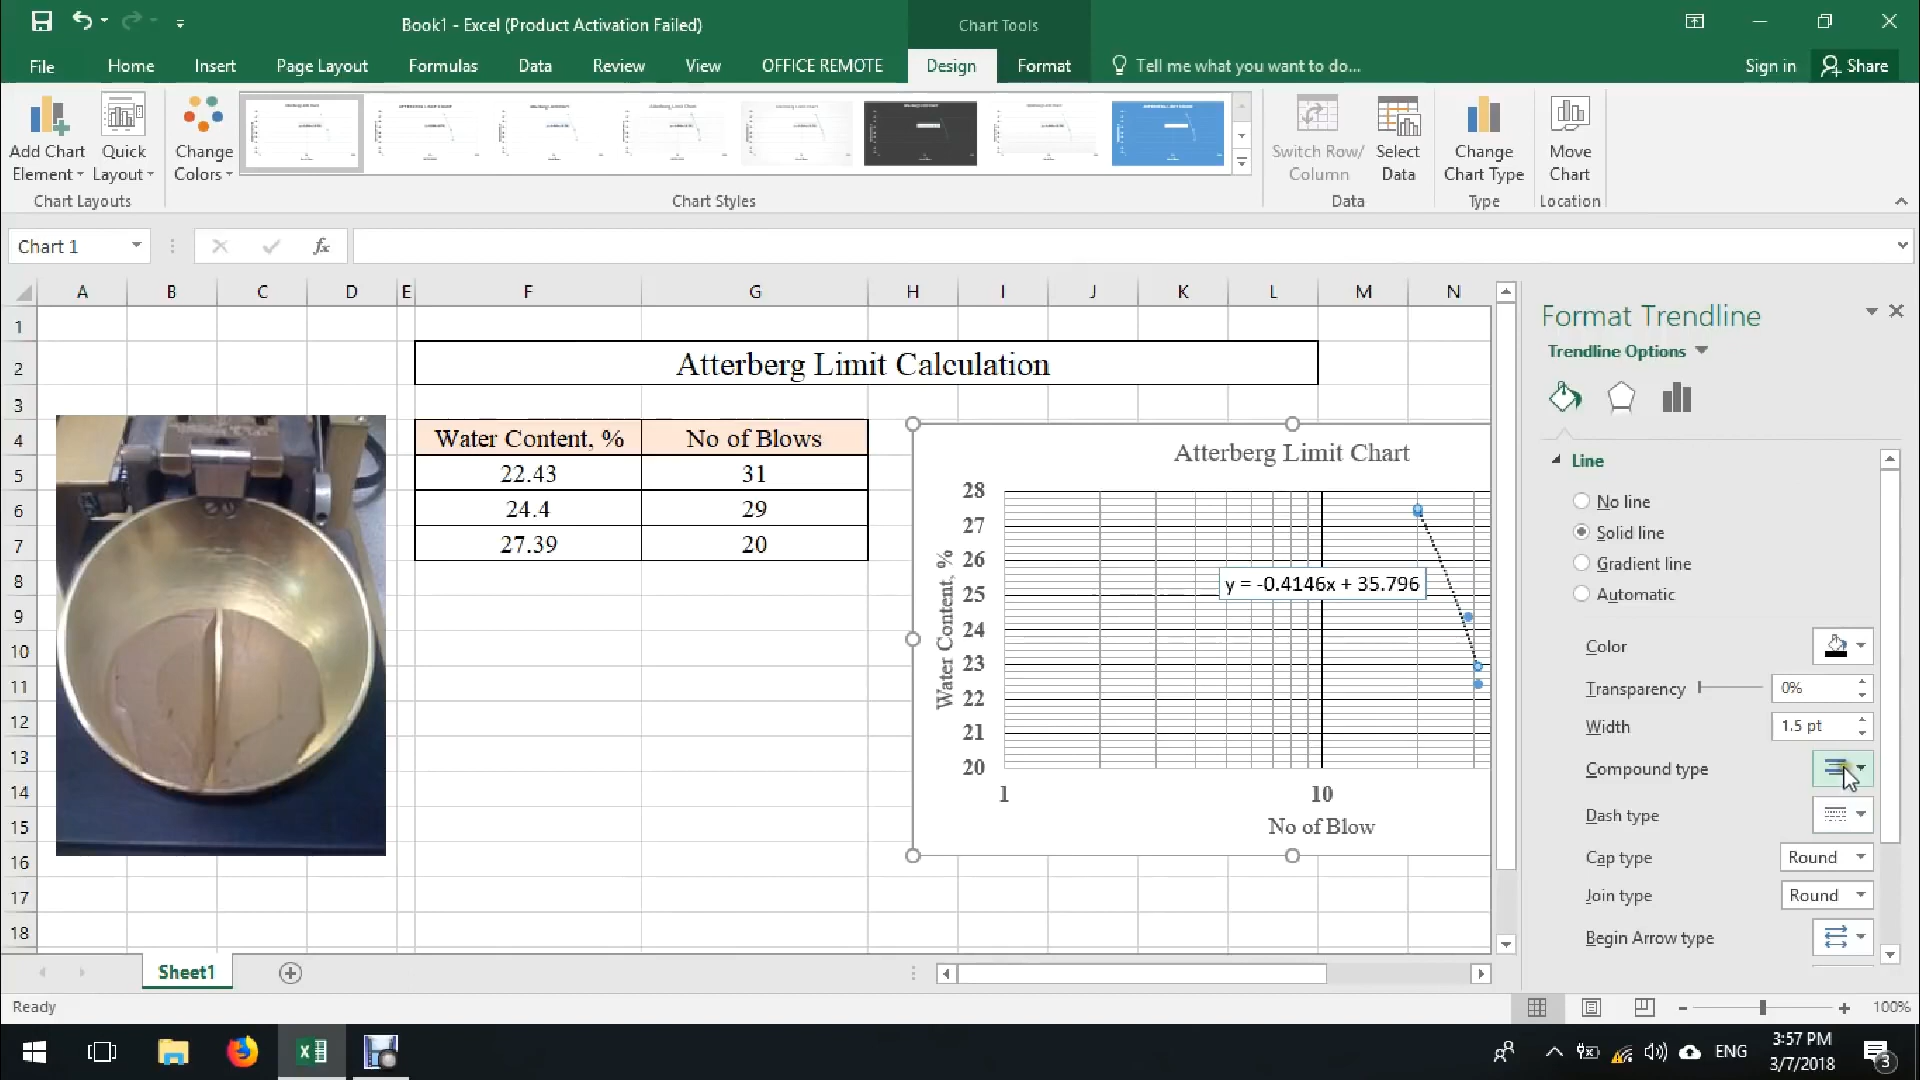 Book1 - Excel (Product Activation Failed)
Chart Tools
File
Home
Insert
Page Layout
Formulas
Data
Review
View
OFFICE REMOTE
Design
Format
Tell me what you want to do...
Sign in
Share
Add Chart
Element
Quick
Layout
Change
Colors
Switch Row/
Column
Select
Data
Change
Chart Type
Move
Chart
Chart Layouts
Chart Styles
Data
Type
Location
Chart 1
fx
A B C D E F G H I J K L M N
1
2
3
4
5
6
7
8
9
10
11
12
13
14
15
16
17
18
Atterberg Limit Calculation
Water Content, % No of Blows
22.43 31
24.4 29
27.39 20
Atterberg Limit Chart
28
27
26
25
24
23
22
21
20
Water Content, %
y = -0.4146x + 35.796
1 10
No of Blow
Format Trendline
Trendline Options
Line
No line
Solid line
Gradient line
Automatic
Color
Transparency 0%
Width 1.5 pt
Compound type
Dash type
Cap type Round
Join type Round
Begin Arrow type
Sheet1
Ready
100%
ENG
3:57 PM
3/7/2018
3